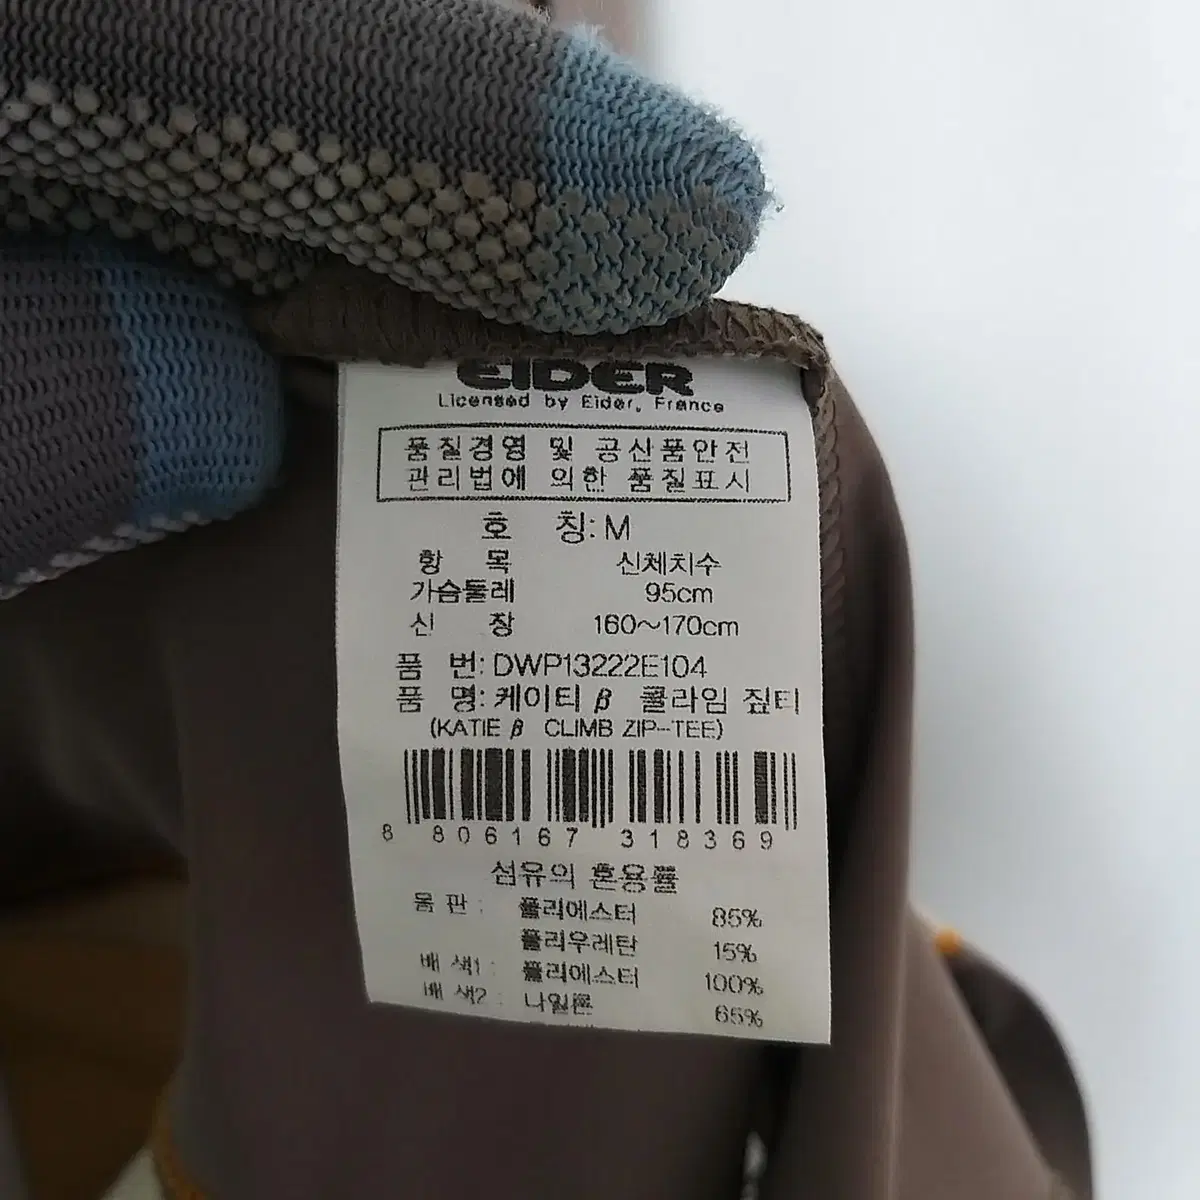 EIDER
Licensed by Eider, France
품질경영 및 공산품안전
관리법에 의한 품질표시
호 칭: M
항 목 신체치수
가슴둘레 95cm
신 장 160~170cm
품 번: DWP13222E104
품 명: 케이티 β 클라임 짚티
(KATIE β CLIMB ZIP-TEE)
8 806167 318369
섬유의 혼용률
몸 판 : 폴리에스터 85%
폴리우레탄 15%
배 색1 : 폴리에스터 100%
배 색2 : 나일론 65%